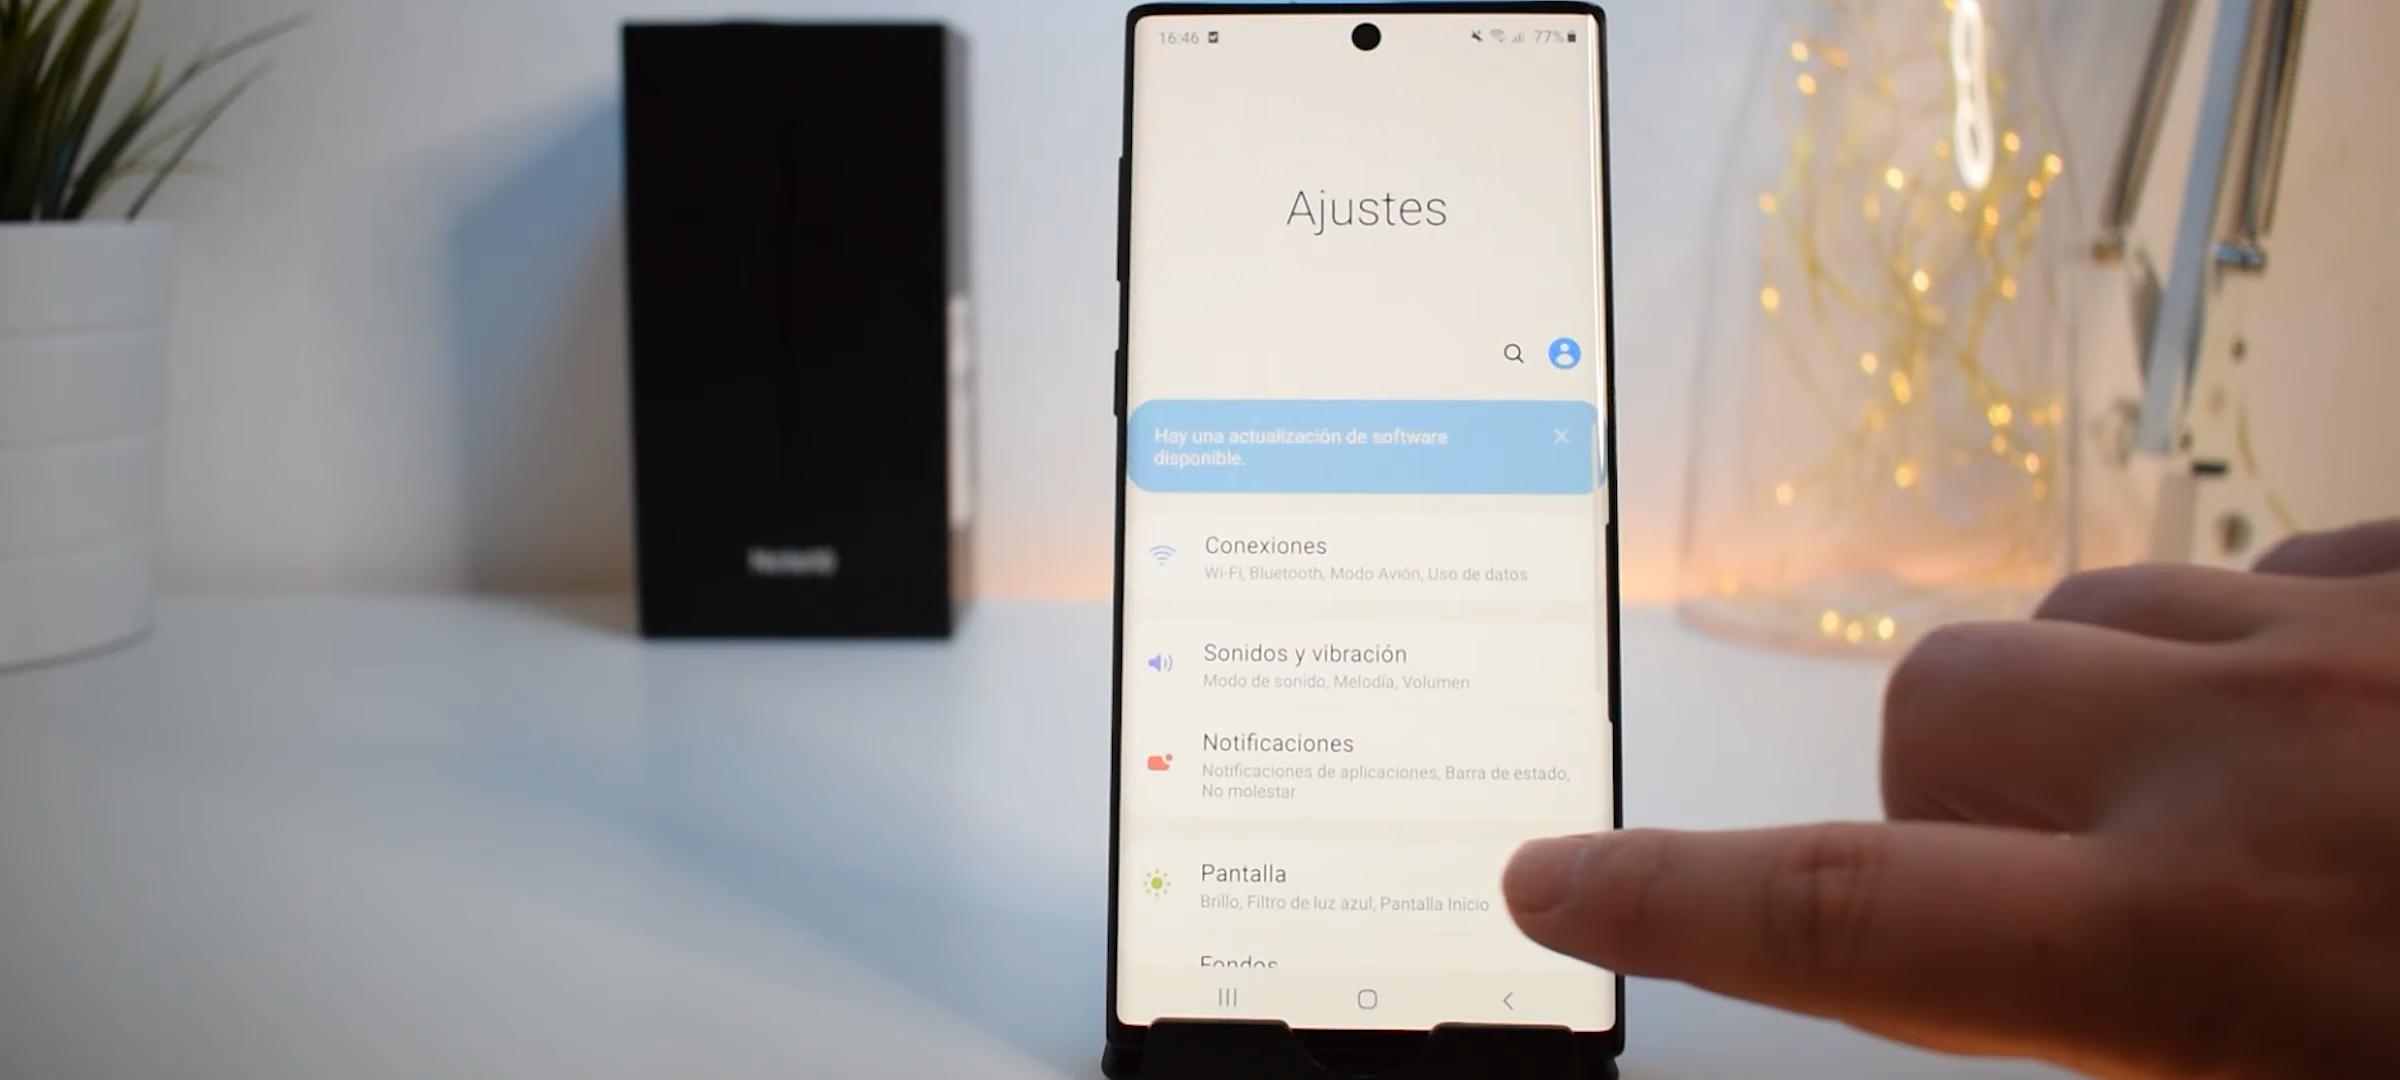 16:46
77%
Ajustes
Hay una actualización de software
disponible.
Conexiones
Wi-Fi, Bluetooth, Modo Avión, Uso de datos
Sonidos y vibración
Modo de sonido, Melodía, Volumen
Notificaciones
Notificaciones de aplicaciones, Barra de estado,
No molestar
Pantalla
Brillo, Filtro de luz azul, Pantalla Inicio
Fondos